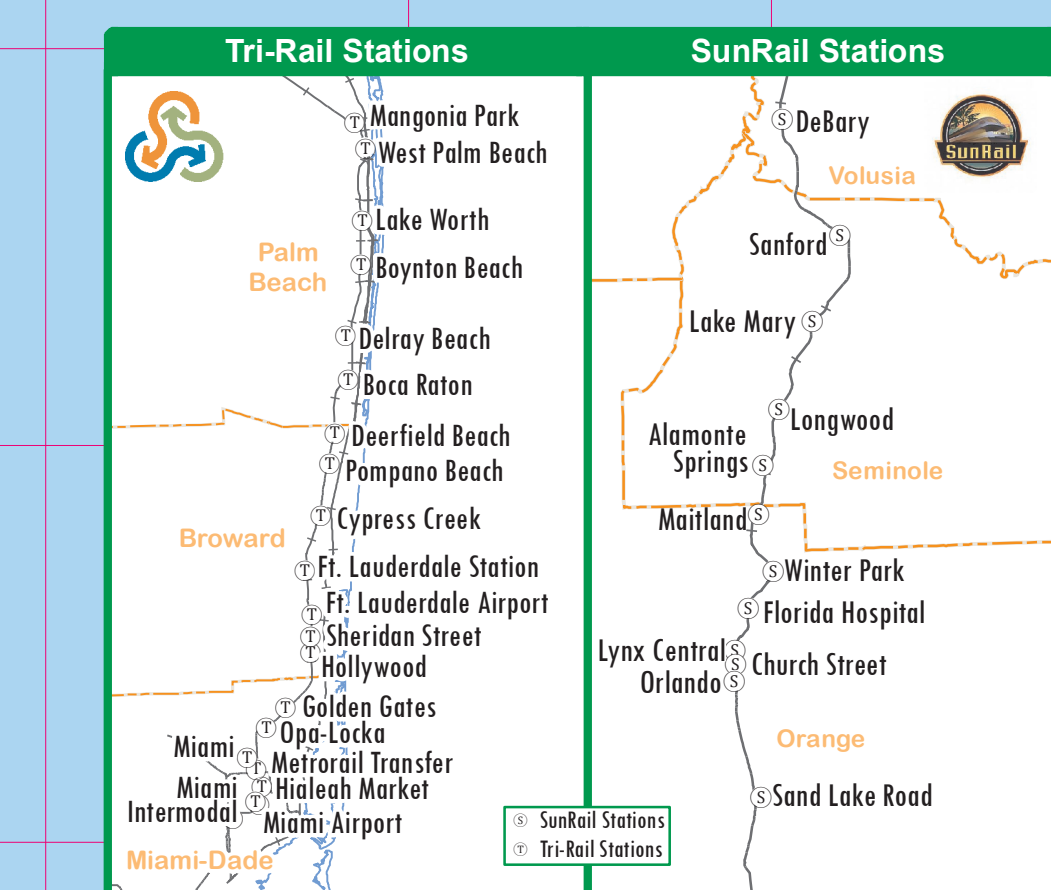 Tri-Rail Stations
Mangonia Park
West Palm Beach
Lake Worth
Palm
Beach
Boynton Beach
Delray Beach
Boca Raton
Deerfield Beach
Pompano Beach
Cypress Creek
Broward
Ft. Lauderdale Station
Ft. Lauderdale Airport
Sheridan Street
Hollywood
Golden Gates
Opa-Locka
Miami
Metrorail Transfer
Hialeah Market
Miami
Intermodal
Miami Airport
Miami-Dade
SunRail Stations
DeBary
SunRail
Volusia
Sanford
Lake Mary
Longwood
Alamonte
Springs
Seminole
Maitland
Winter Park
Florida Hospital
Lynx Central
Church Street
Orlando
Orange
Sand Lake Road
S SunRail Stations
T Tri-Rail Stations